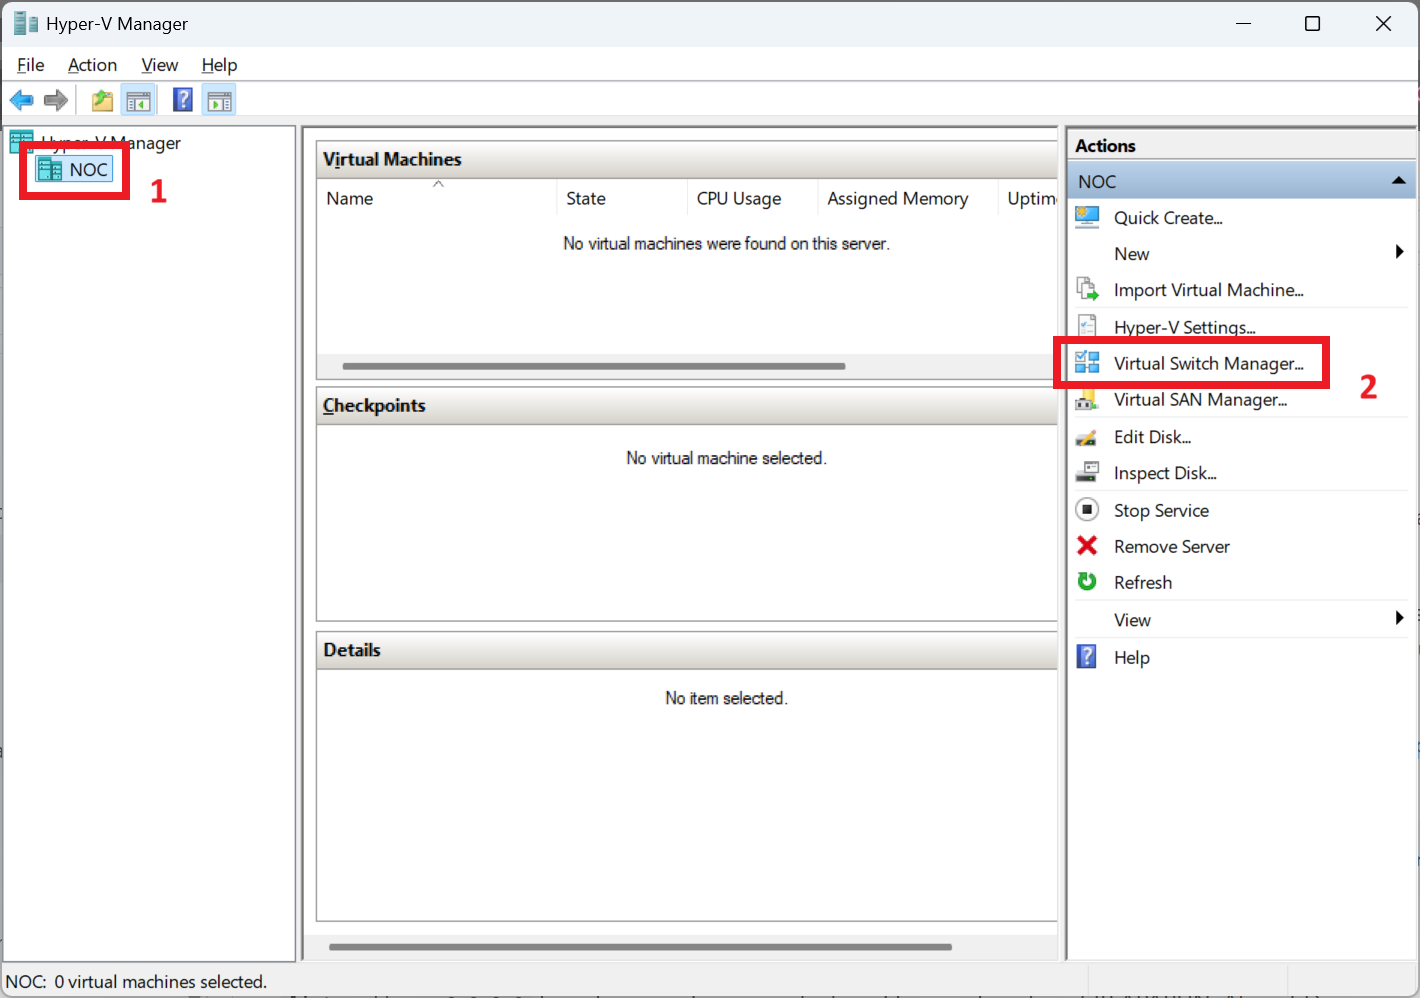 Hyper-V Manager
File Action View Help
Hyper-V Manager
NOC
1
Virtual Machines
Name State CPU Usage Assigned Memory Uptim
No virtual machines were found on this server.
Checkpoints
No virtual machine selected.
Details
No item selected.
Actions
NOC
Quick Create...
New
Import Virtual Machine...
Hyper-V Settings...
Virtual Switch Manager...
2
Virtual SAN Manager...
Edit Disk...
Inspect Disk...
Stop Service
Remove Server
Refresh
View
Help
NOC: 0 virtual machines selected.